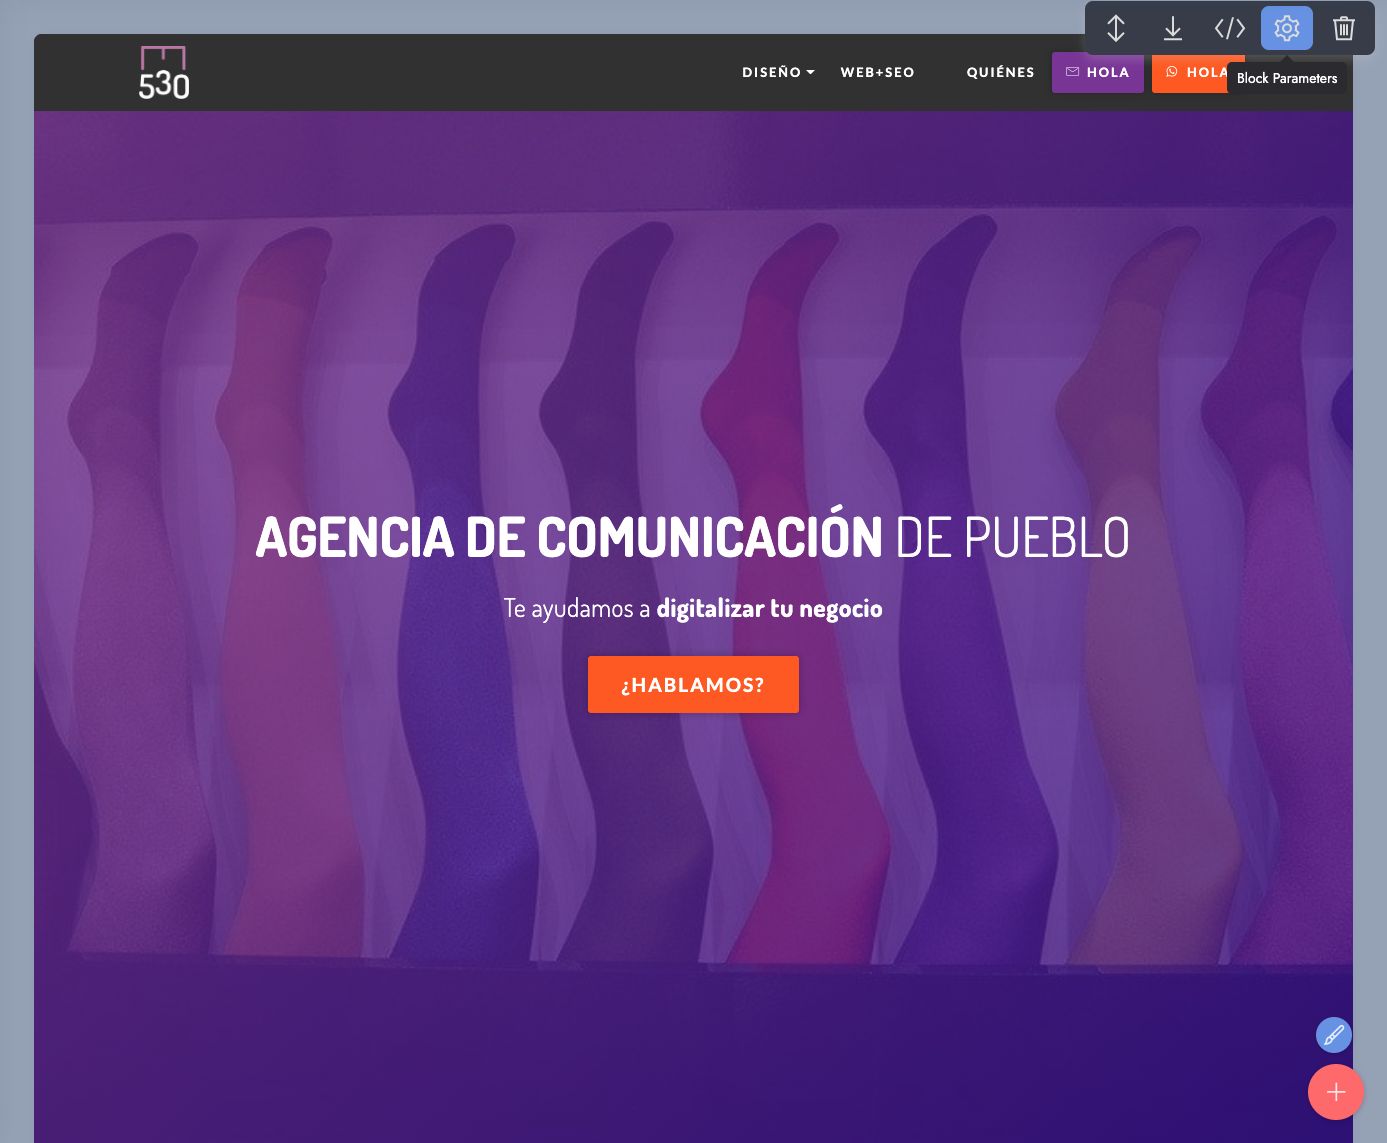 530
DISEÑO WEB+SEO QUIÉNES HOLA HOLA
Block Parameters
AGENCIA DE COMUNICACIÓN DE PUEBLO
Te ayudamos a digitalizar tu negocio
¿HABLAMOS?